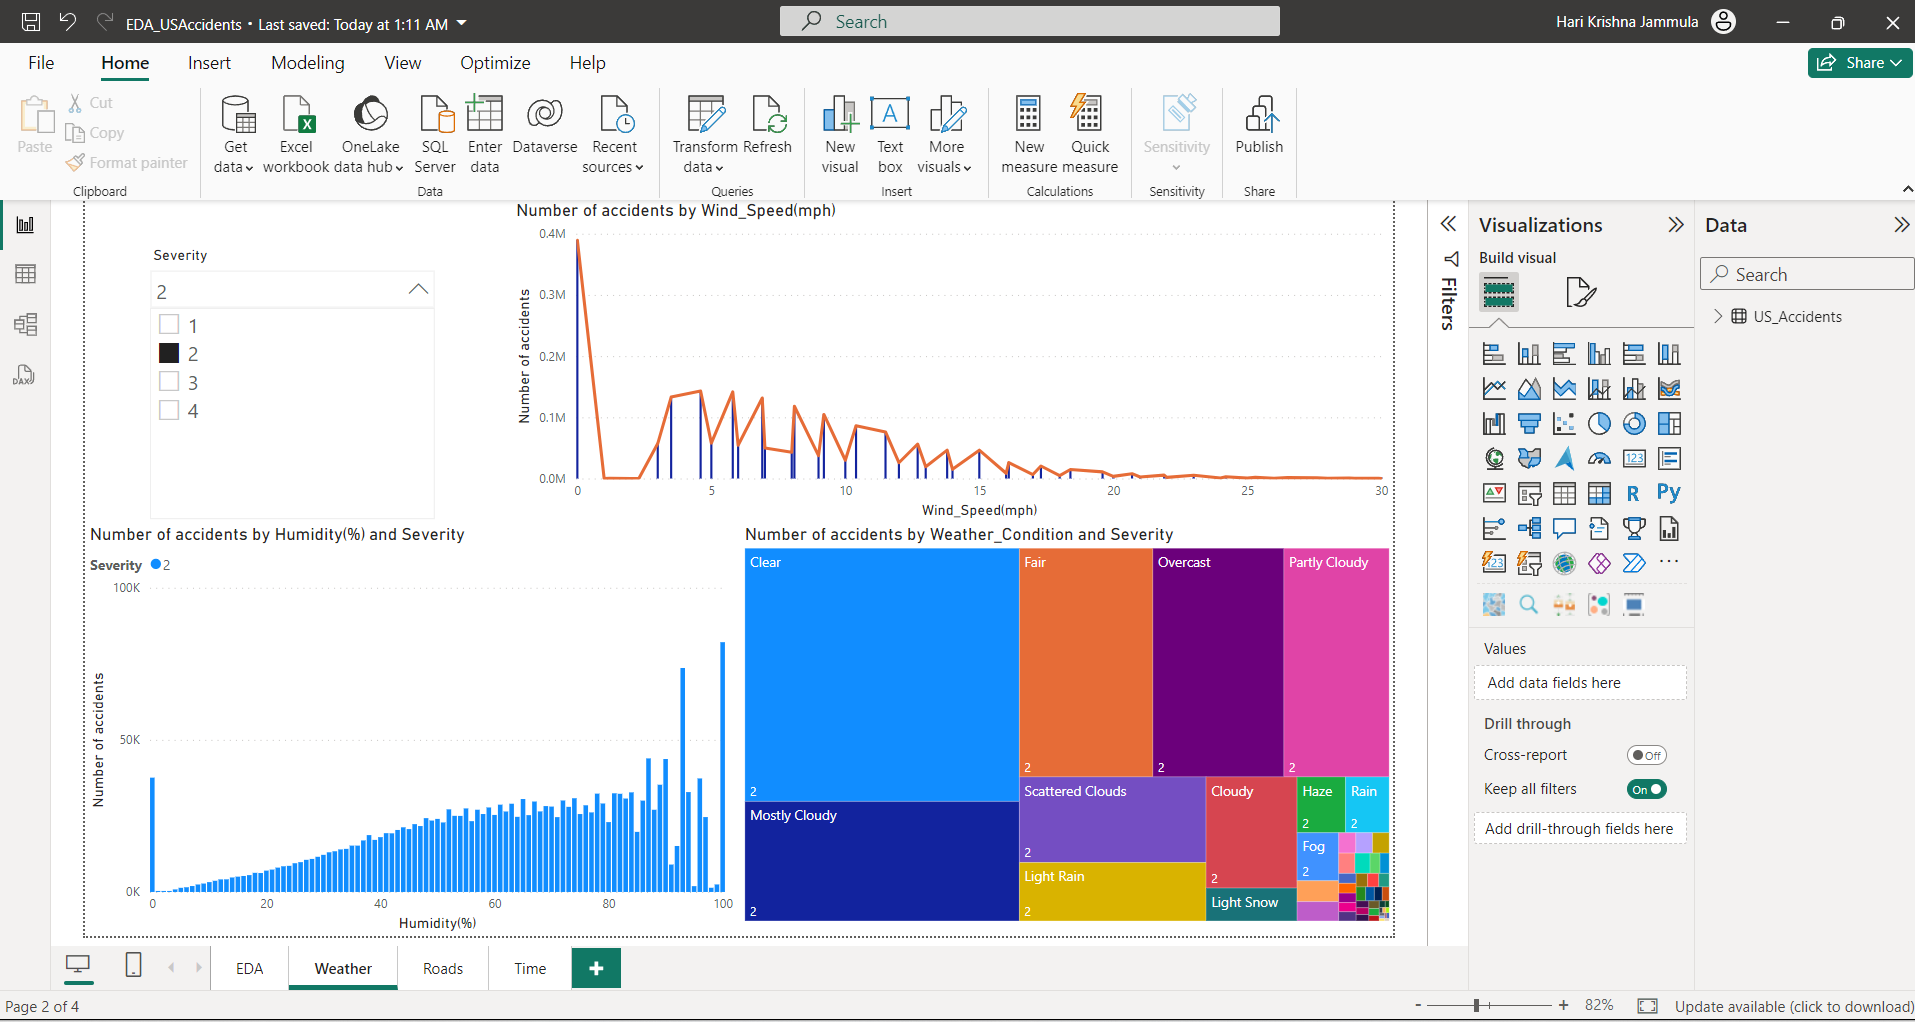 EDA_USAccidents • Last saved: Today at 1:11 AM
Search
Hari Krishna Jammula
File
Home
Insert
Modeling
View
Optimize
Help
Share
Paste
Cut
Copy
Format painter
Clipboard
Get data
Excel workbook
OneLake data hub
SQL Server
Enter data
Dataverse
Recent sources
Data
Transform data
Refresh
Queries
New visual
Text box
More visuals
Insert
New measure
Quick measure
Calculations
Sensitivity
Sensitivity
Publish
Share
Severity
2
1
2
3
4
Number of accidents by Wind_Speed(mph)
Number of accidents
0.4M
0.3M
0.2M
0.1M
0.0M
0 5 10 15 20 25 30
Wind_Speed(mph)
Number of accidents by Humidity(%) and Severity
Severity 2
Number of accidents
100K
50K
0K
0 20 40 60 80 100
Humidity(%)
Number of accidents by Weather_Condition and Severity
Clear
2
Mostly Cloudy
2
Fair
2
Overcast
2
Partly Cloudy
2
Scattered Clouds
2
Light Rain
2
Cloudy
2
Light Snow
Haze
2
Rain
2
Fog
2
Filters
Visualizations
Build visual
123
R
Py
123
Values
Add data fields here
Drill through
Cross-report
Off
Keep all filters
On
Add drill-through fields here
Data
Search
US_Accidents
DAX
EDA
Weather
Roads
Time
Page 2 of 4
- + 82%
Update available (click to download)